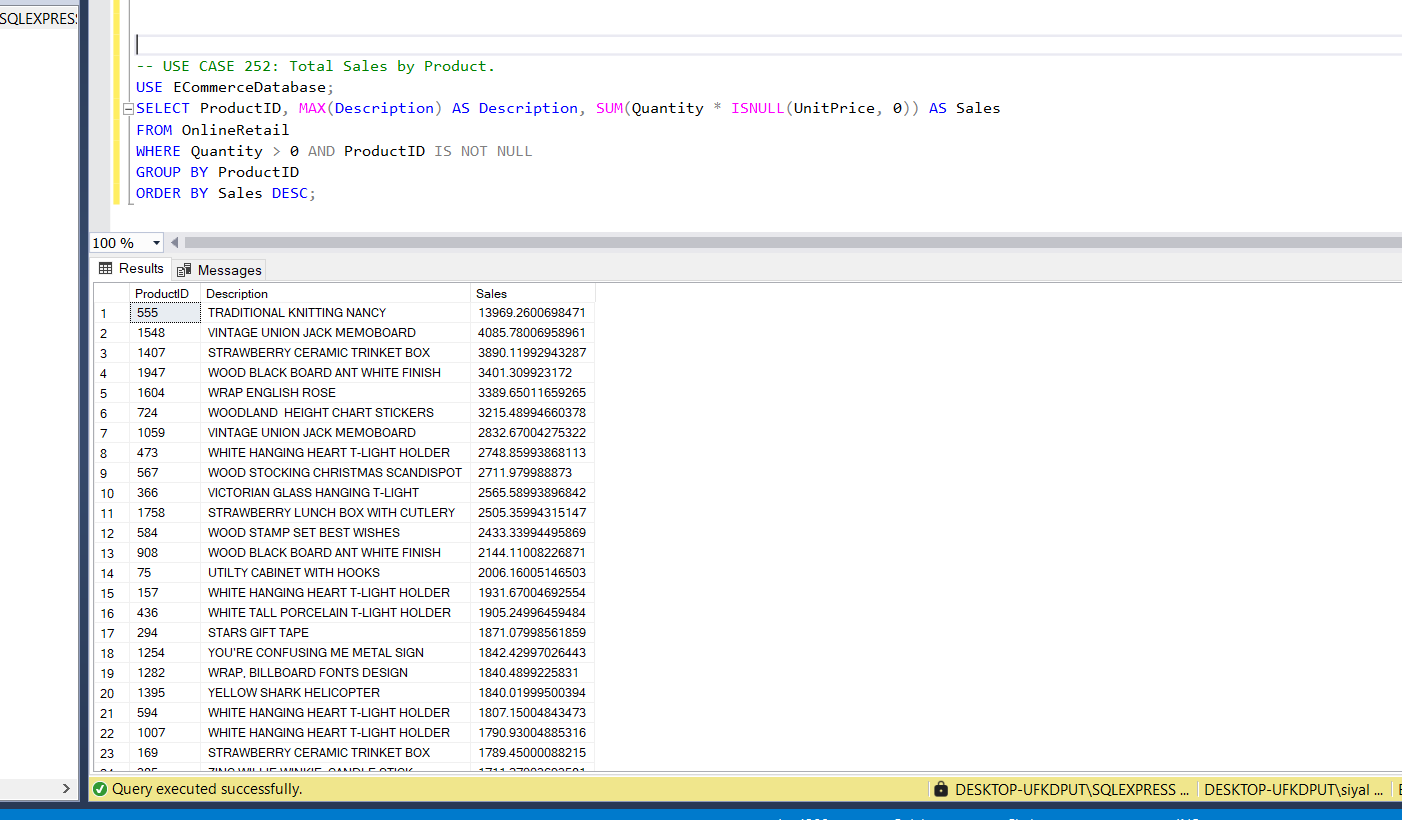 SQLEXPRES
-- USE CASE 252: Total Sales by Product.
USE ECommerceDatabase;
SELECT ProductID, MAX(Description) AS Description, SUM(Quantity * ISNULL(UnitPrice, 0)) AS Sales
FROM OnlineRetail
WHERE Quantity > 0 AND ProductID IS NOT NULL
GROUP BY ProductID
ORDER BY Sales DESC;
100 %
Results Messages
ProductID Description Sales
1 555 TRADITIONAL KNITTING NANCY 13969.2600698471
2 1548 VINTAGE UNION JACK MEMOBOARD 4085.78006958961
3 1407 STRAWBERRY CERAMIC TRINKET BOX 3890.11992943287
4 1947 WOOD BLACK BOARD ANT WHITE FINISH 3401.309923172
5 1604 WRAP ENGLISH ROSE 3389.65011659265
6 724 WOODLAND  HEIGHT CHART STICKERS 3215.48994660378
7 1059 VINTAGE UNION JACK MEMOBOARD 2832.67004275322
8 473 WHITE HANGING HEART T-LIGHT HOLDER 2748.85993868113
9 567 WOOD STOCKING CHRISTMAS SCANDISPOT 2711.979988873
10 366 VICTORIAN GLASS HANGING T-LIGHT 2565.58993896842
11 1758 STRAWBERRY LUNCH BOX WITH CUTLERY 2505.35994315147
12 584 WOOD STAMP SET BEST WISHES 2433.33994495869
13 908 WOOD BLACK BOARD ANT WHITE FINISH 2144.11008226871
14 75 UTILTY CABINET WITH HOOKS 2006.16005146503
15 157 WHITE HANGING HEART T-LIGHT HOLDER 1931.67004692554
16 436 WHITE TALL PORCELAIN T-LIGHT HOLDER 1905.24996459484
17 294 STARS GIFT TAPE 1871.07998561859
18 1254 YOU'RE CONFUSING ME METAL SIGN 1842.42997026443
19 1282 WRAP, BILLBOARD FONTS DESIGN 1840.4899225831
20 1395 YELLOW SHARK HELICOPTER 1840.01999500394
21 594 WHITE HANGING HEART T-LIGHT HOLDER 1807.15004843473
22 1007 WHITE HANGING HEART T-LIGHT HOLDER 1790.93004885316
23 169 STRAWBERRY CERAMIC TRINKET BOX 1789.45000088215
Query executed successfully. DESKTOP-UFKDPUT\SQLEXPRESS ... DESKTOP-UFKDPUT\siyal ...